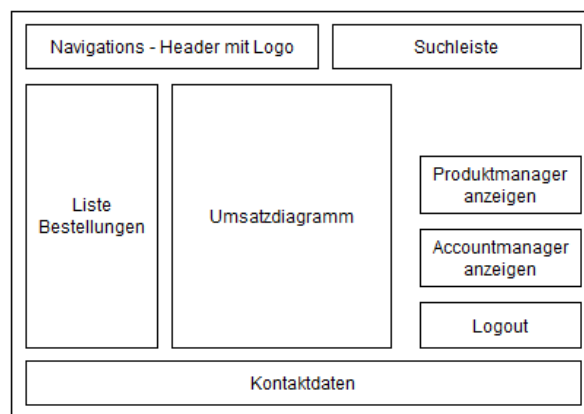 Navigations - Header mit Logo
Suchleiste
Liste
Bestellungen
Umsatzdiagramm
Produktmanager
anzeigen
Accountmanager
anzeigen
Logout
Kontaktdaten